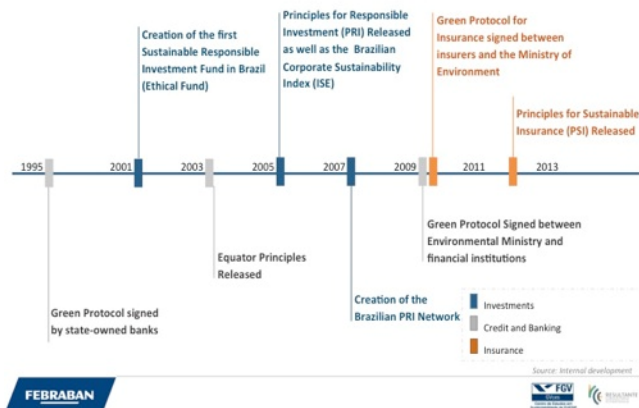 Creation of the first
Sustainable Responsible
Investment Fund in Brazil
(Ethical Fund)
Principles for Responsible
Investment (PRI) Released
as well as the Brazilian
Corporate Sustainability
Index (ISE)
Green Protocol for
Insurance signed between
insurers and the Ministry of
Environment
Principles for Sustainable
Insurance (PSI) Released
1995 2001 2003 2005 2007 2009 2011 2013
Green Protocol signed
by state-owned banks
Equator Principles
Released
Creation of the
Brazilian PRI Network
Green Protocol Signed between
Environmental Ministry and
financial institutions
Investments
Credit and Banking
Insurance
Source: Internal development
FEBRABAN
FGV
RESULTANTE